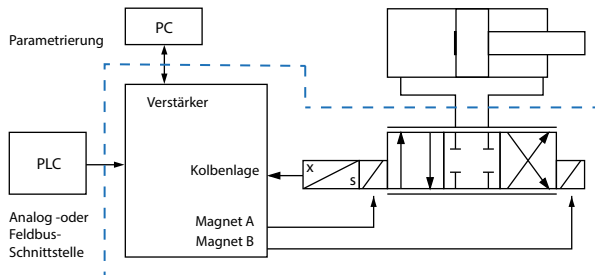 Parametrierung
PC
Verstärker
PLC
Kolbenlage
x
s
Analog -oder
Feldbus-
Schnittstelle
Magnet A
Magnet B